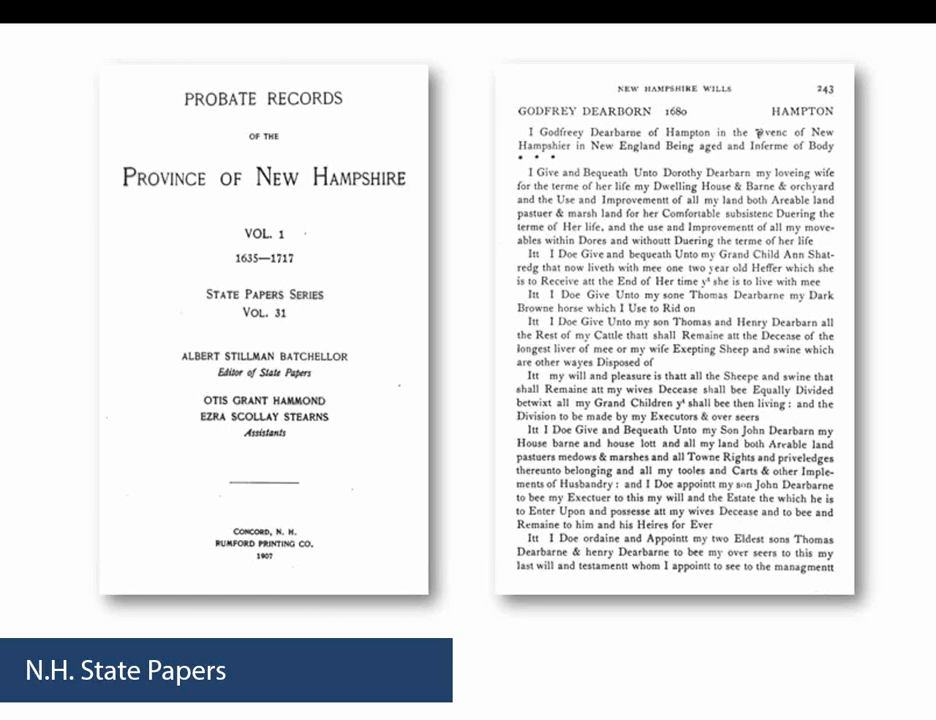 PROBATE RECORDS
OF THE
PROVINCE OF NEW HAMPSHIRE
VOL. 1
1635—1717
STATE PAPERS SERIES
VOL. 31
ALBERT STILLMAN BATCHELLOR
Editor of State Papers
OTIS GRANT HAMMOND
EZRA SCOLLAY STEARNS
Assistants
CONCORD, N. H.
RUMFORD PRINTING CO.
1907
NEW HAMPSHIRE WILLS 243
GODFREY DEARBORN 1680 HAMPTON
I Godfreey Dearbarne of Hampton in the ꝑvenc of New
Hampshier in New England Being aged and Inferme of Body
* * *
I Give and Bequeath Unto Dorothy Dearbarn my loveing wife
for the terme of her life my Dwelling House & Barne & orchyard
and the Use and Improvementt of all my land both Areable land
pastuer & marsh land for her Comfortable subsistenc Duering the
terme of Her life, and the use and Improvementt of all my move-
ables within Dores and withoutt Duering the terme of her life
Itt I Doe Give and bequeath Unto my Grand Child Ann Shat-
redg that now liveth with mee one two year old Heffer which she
is to Receive att the End of Her time yᵗ she is to live with mee
Itt I Doe Give Unto my sone Thomas Dearbarne my Dark
Browne horse which I Use to Rid on
Itt I Doe Give Unto my son Thomas and Henry Dearbarn all
the Rest of my Cattle thatt shall Remaine att the Decease of the
longest liver of mee or my wife Exepting Sheep and swine which
are other wayes Disposed of
Itt my will and pleasure is thatt all the Sheepe and swine that
shall Remaine att my wives Decease shall bee Equally Divided
betwixt all my Grand Children yᵗ shall bee then living : and the
Division to be made by my Executors & over seers
Itt I Doe Give and Bequeath Unto my Son John Dearbarn my
House barne and house lott and all my land both Areable land
pastuers medows & marshes and all Towne Rights and priveledges
thereunto belonging and all my tooles and Carts & other Imple-
ments of Husbandry : and I Doe appointt my son John Dearbarne
to bee my Exectuer to this my will and the Estate the which he is
to Enter Upon and possesse att my wives Decease and to bee and
Remaine to him and his Heires for Ever
Itt I Doe ordaine and Appointt my two Eldest sons Thomas
Dearbarne & henry Dearbarne to bee my over seers to this my
last will and testamentt whom I appointt to see to the managmentt
N.H. State Papers